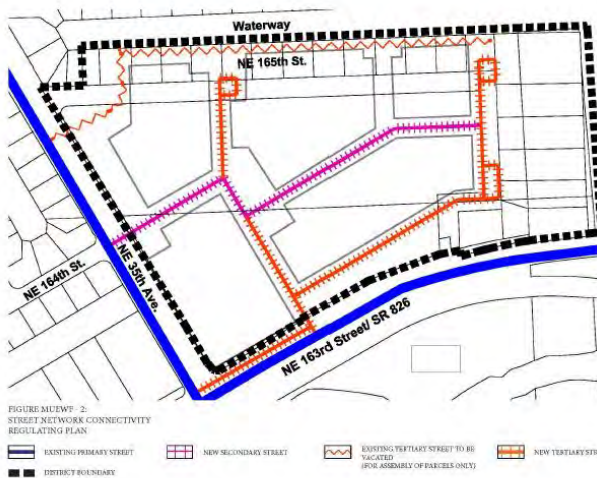 Waterway
NE 165th St.
NE 164th St.
NE 35th Ave.
NE 163rd Street/ SR 826
FIGURE MUEWF - 2:
STREET NETWORK CONNECTIVITY
REGULATING PLAN
EXISTING PRIMARY STREET
NEW SECONDARY STREET
EXISTING TERTIARY STREET TO BE
VACATED
(FOR ASSEMBLY OF PARCELS ONLY)
NEW TERTIARY STR
DISTRICT BOUNDARY